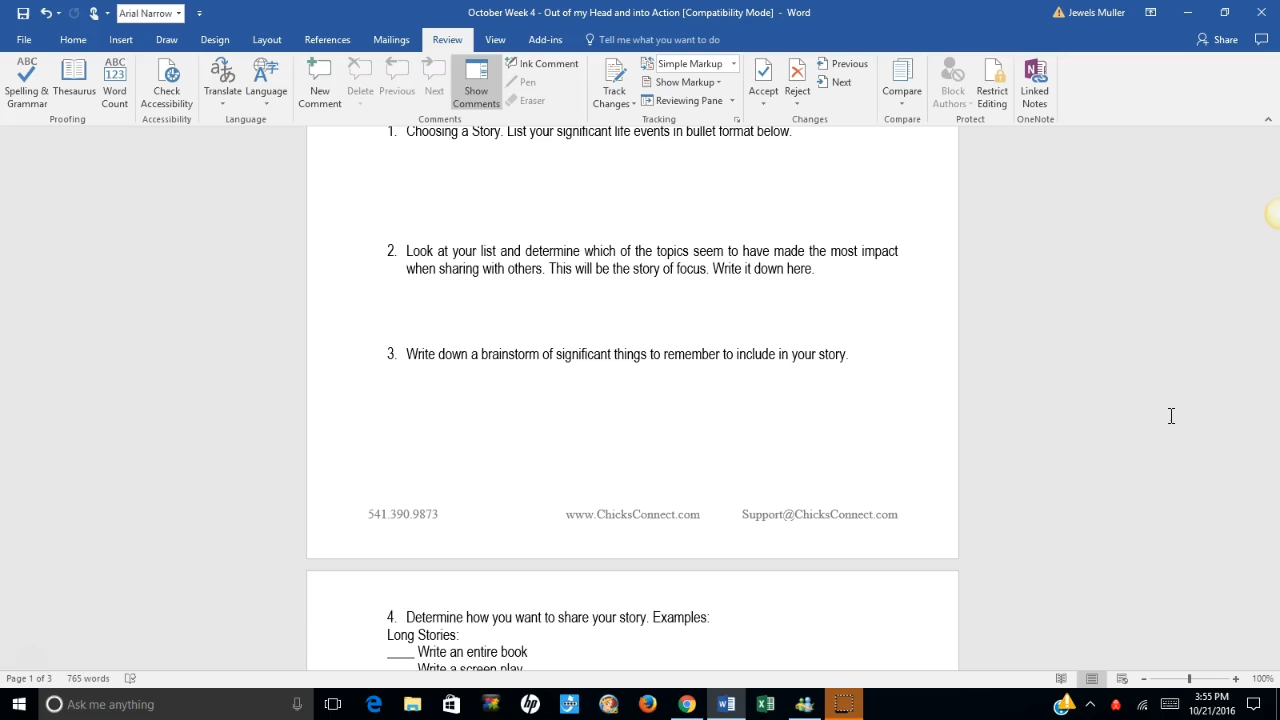 October Week 4 - Out of my Head and into Action [Compatibility Mode] - Word
Arial Narrow
Jewels Muller
File Home Insert Draw Design Layout References Mailings Review View Add-ins Tell me what you want to do Share
ABC
ABC
123
Spelling & Grammar
Thesaurus
Word Count
Check Accessibility
Translate
Language
New Comment
Delete
Previous
Next
Show Comments
Ink Comment
Pen
Eraser
Track Changes
Simple Markup
Show Markup
Reviewing Pane
Accept
Reject
Previous
Next
Compare
Block Authors
Restrict Editing
Linked Notes
Proofing Accessibility Language Comments Tracking Changes Compare Protect OneNote
1. Choosing a Story. List your significant life events in bullet format below.
2. Look at your list and determine which of the topics seem to have made the most impact
when sharing with others. This will be the story of focus. Write it down here.
3. Write down a brainstorm of significant things to remember to include in your story.
541.390.9873 www.ChicksConnect.com Support@ChicksConnect.com
4. Determine how you want to share your story. Examples:
Long Stories:
____ Write an entire book
Write a screen play
Page 1 of 3 765 words 100%
Ask me anything
3:55 PM
10/21/2016